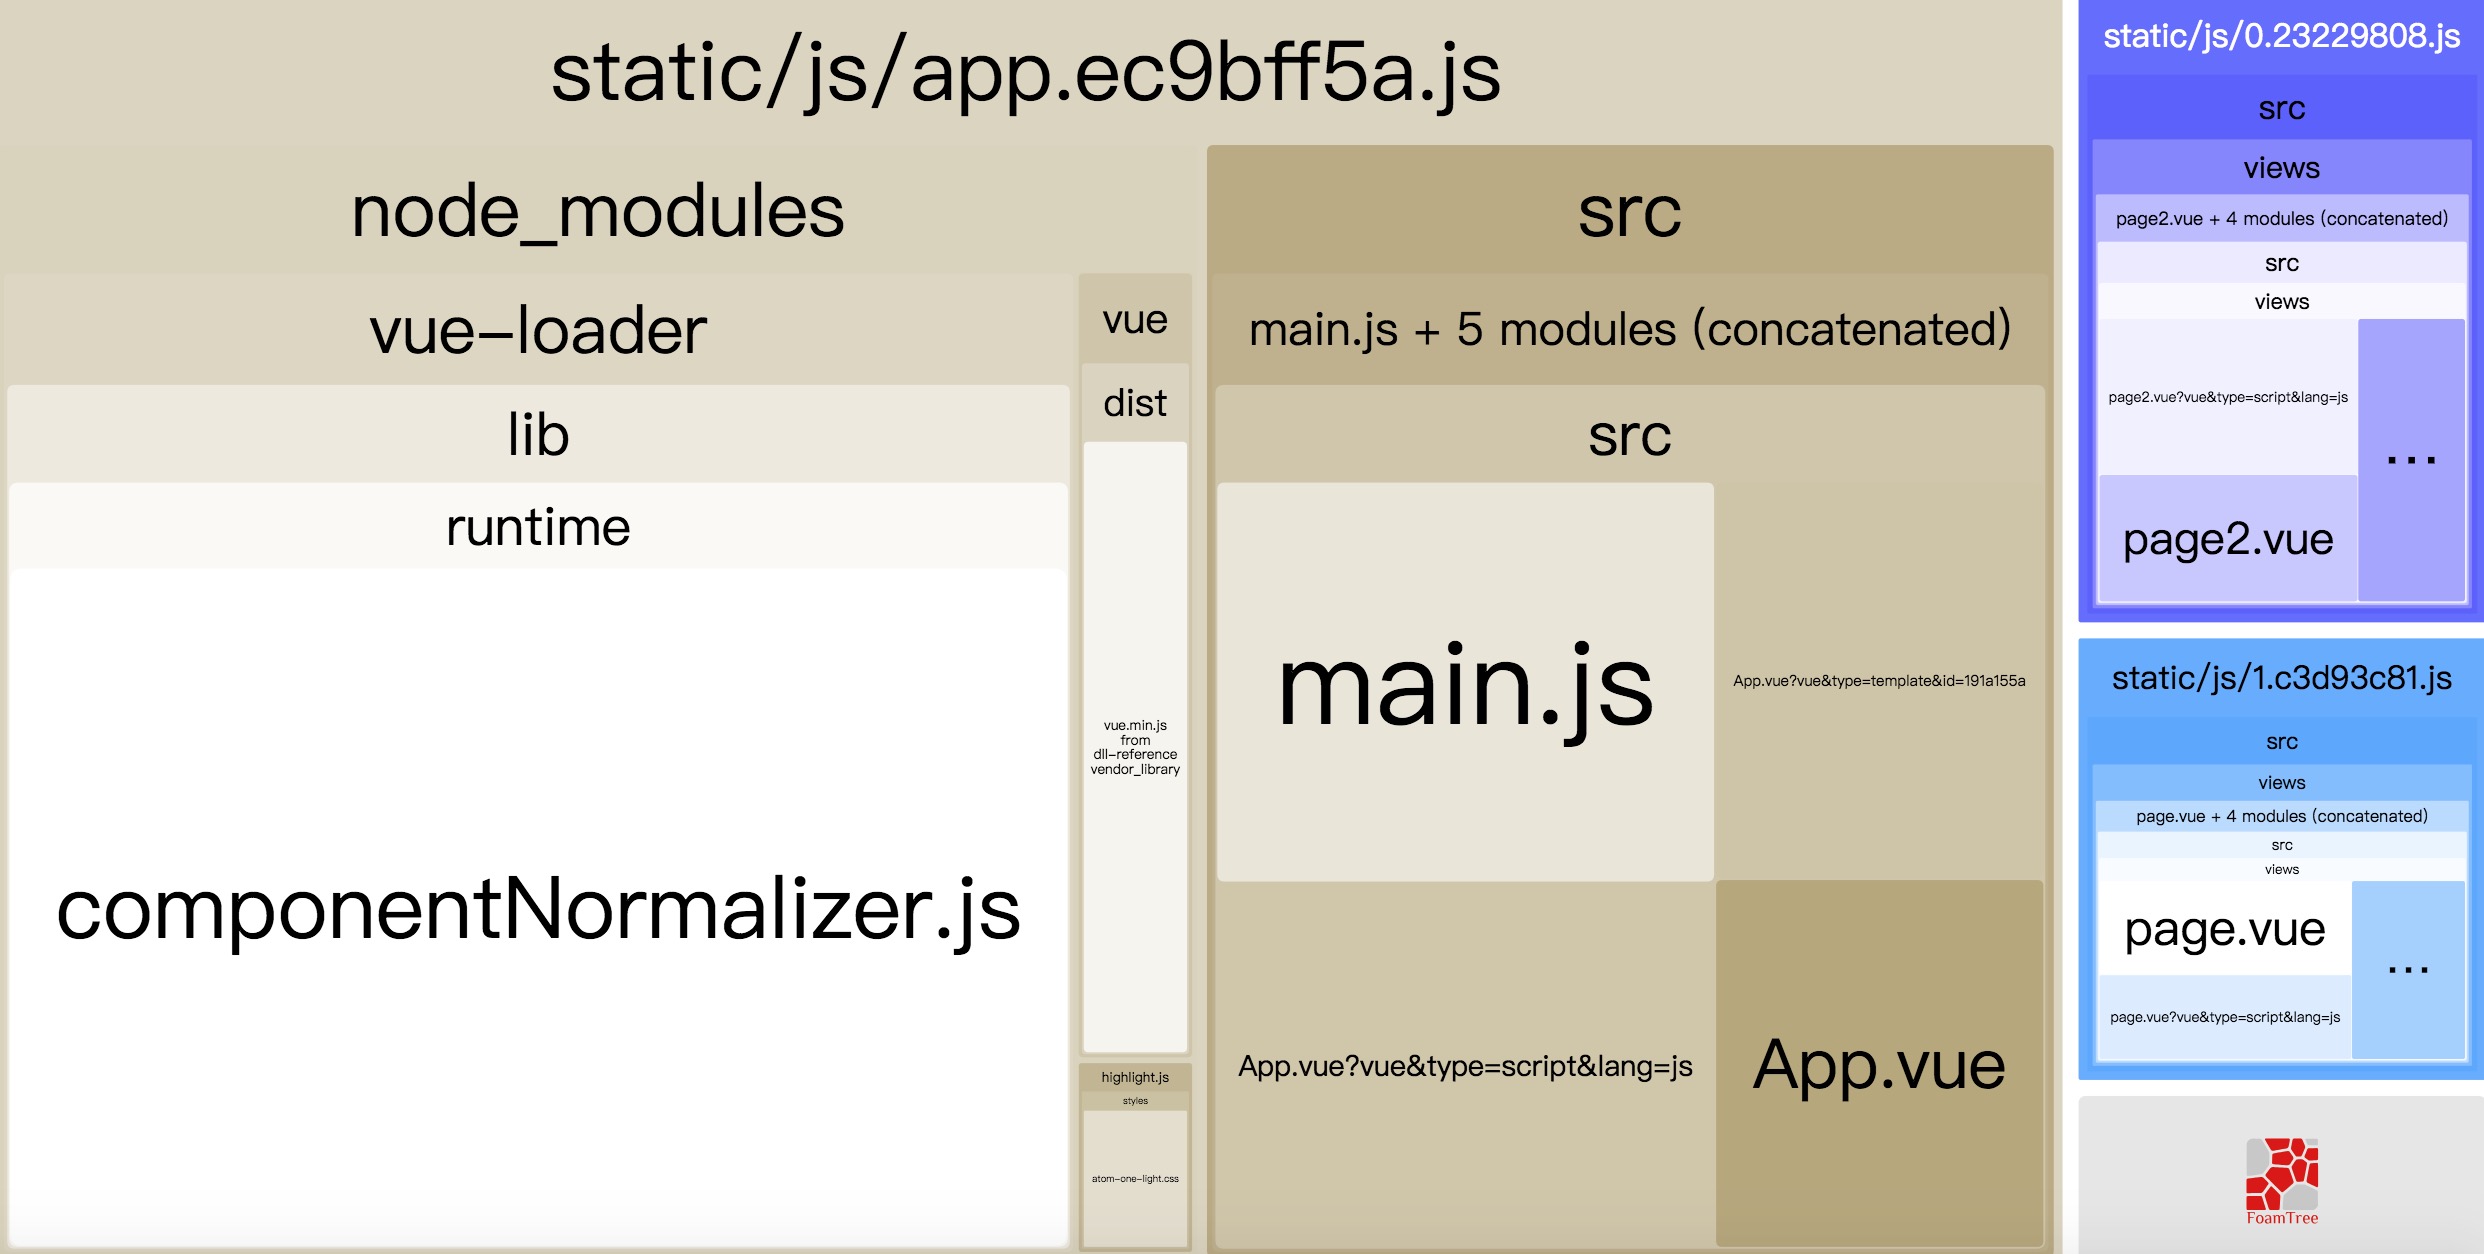 static/js/app.ec9bff5a.js
node_modules
vue-loader
lib
runtime
componentNormalizer.js
vue
dist
vue.min.js
from
dll-reference
vendor_library
highlight.js
styles
atom-one-light.css
src
main.js + 5 modules (concatenated)
src
main.js
App.vue?vue&type=template&id=191a155a
App.vue?vue&type=script&lang=js
App.vue
static/js/0.23229808.js
src
views
page2.vue + 4 modules (concatenated)
src
views
page2.vue?vue&type=script&lang=js
...
page2.vue
static/js/1.c3d93c81.js
src
views
page.vue + 4 modules (concatenated)
src
views
page.vue
...
page.vue?vue&type=script&lang=js
FoamTree